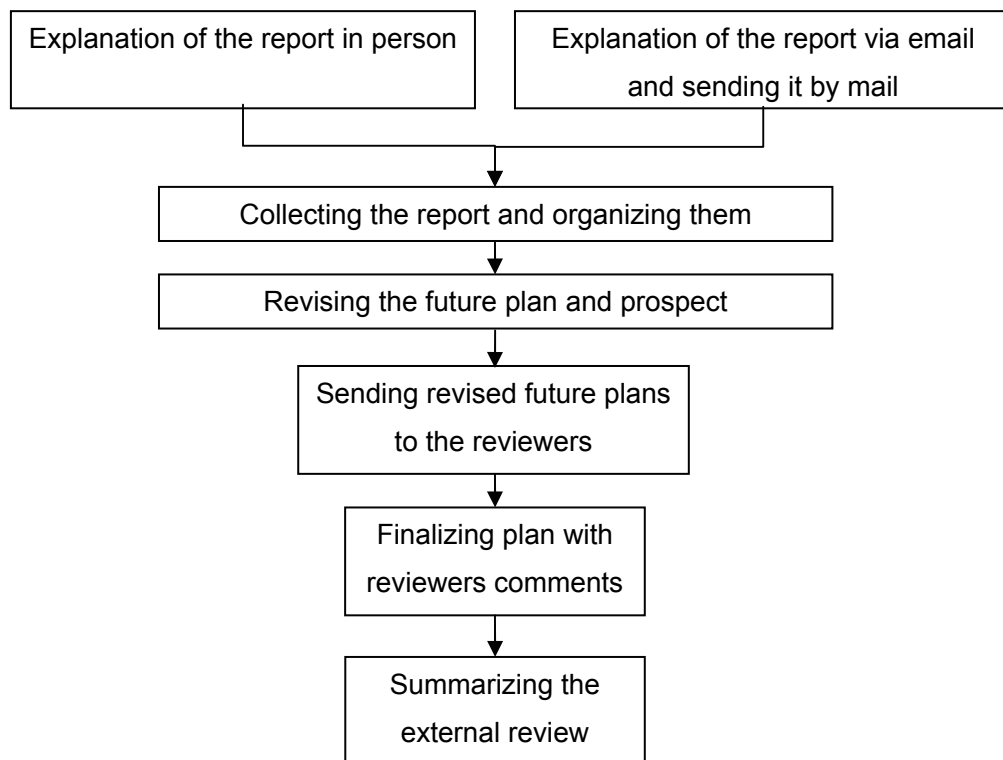 Explanation of the report in person
Explanation of the report via email
and sending it by mail
Collecting the report and organizing them
Revising the future plan and prospect
Sending revised future plans
to the reviewers
Finalizing plan with
reviewers comments
Summarizing the
external review